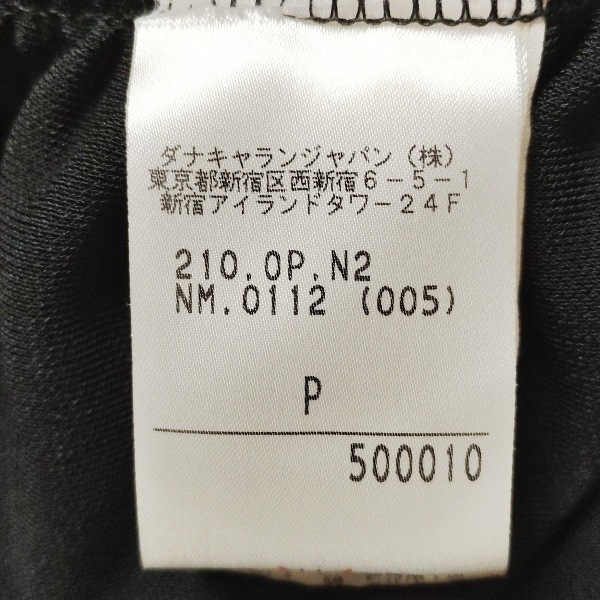 ダナキャランジャパン（株）
東京都新宿区西新宿６－５－１
新宿アイランドタワー２４Ｆ
210.0P.N2
NM.0112 (005)
P
500010